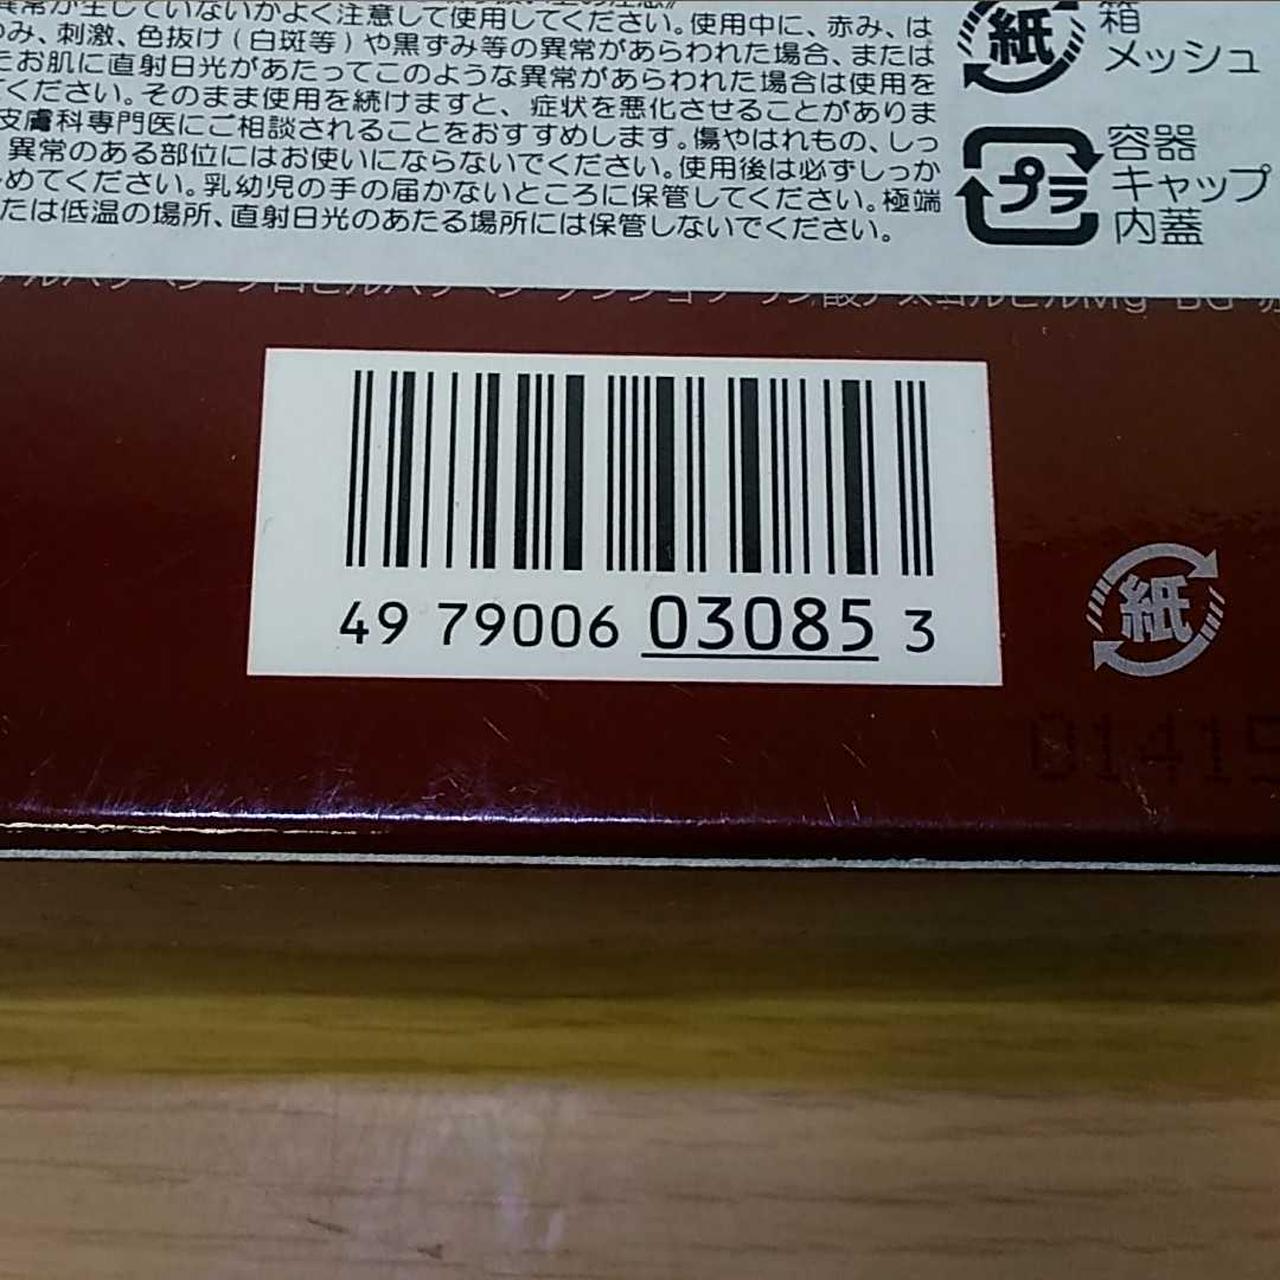 異常が生じていないかよく注意して使用してください。使用中に、赤み、は
み、刺激、色抜け(白斑等)や黒ずみ等の異常があらわれた場合、または
たお肌に直射日光があたってこのような異常があらわれた場合は使用を
ください。そのまま使用を続けますと、症状を悪化させることがありま
皮膚科専門医にご相談されることをおすすめします。傷やはれもの、しっ
異常のある部位にはお使いにならないでください。使用後は必ずしっか
めてください。乳幼児の手の届かないところに保管してください。極端
たは低温の場所、直射日光のあたる場所には保管しないでください。
紙
箱
メッシュ
プラ
容器
キャップ
内蓋
49 79006 03085 3
紙
01419